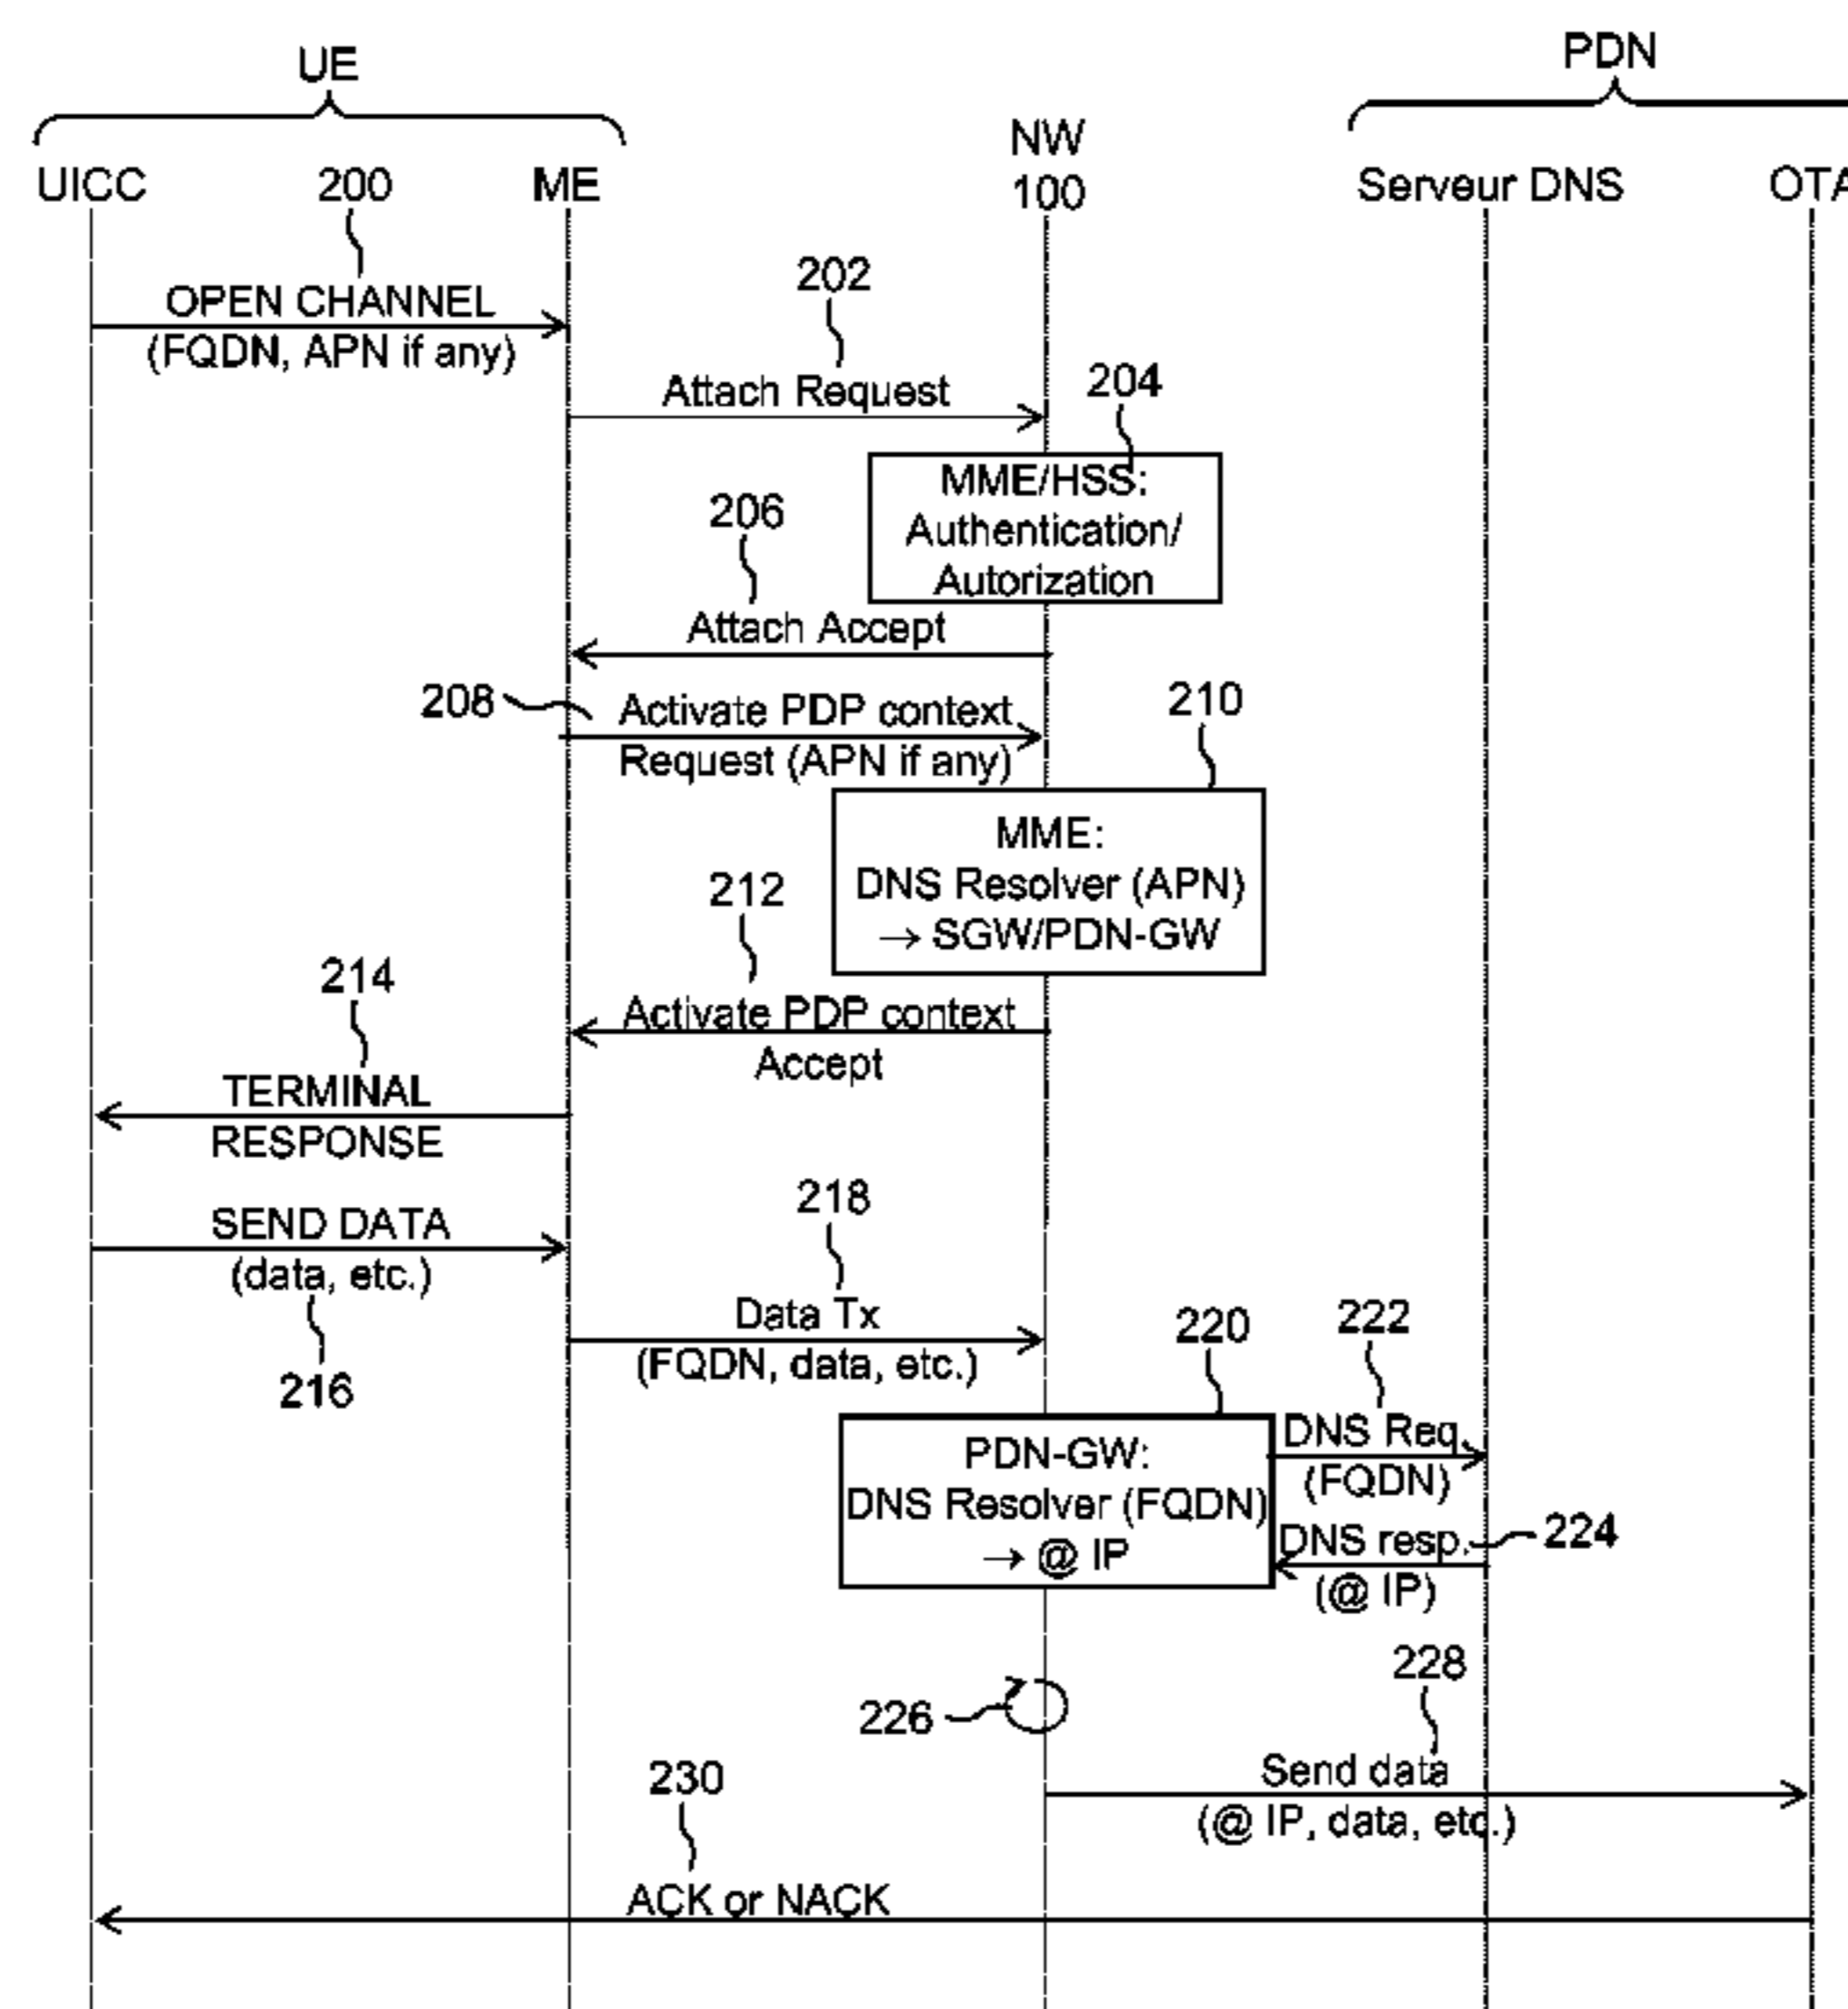 UE
PDN
UICC
200
ME
NW
100
Serveur DNS
OTA
OPEN CHANNEL
(FQDN, APN if any)
202
Attach Request
204
MME/HSS:
Authentication/
Autorization
206
Attach Accept
208
Activate PDP context
Request (APN if any)
210
MME:
DNS Resolver (APN)
→ SGW/PDN-GW
212
Activate PDP context
Accept
214
TERMINAL
RESPONSE
SEND DATA
(data, etc.)
216
218
Data Tx
(FQDN, data, etc.)
220
PDN-GW:
DNS Resolver (FQDN)
→ @ IP
222
DNS Req.
(FQDN)
DNS resp.
224
(@ IP)
226
228
Send data
(@ IP, data, etc.)
230
ACK or NACK